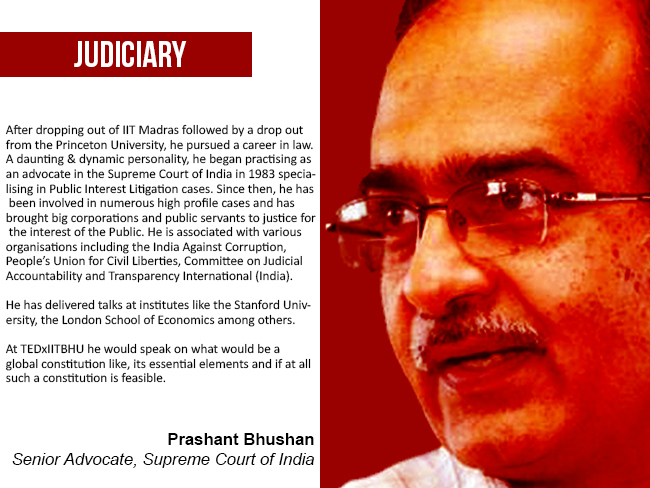 JUDICIARY
After dropping out of IIT Madras followed by a drop out
from the Princeton University, he pursued a career in law.
A daunting & dynamic personality, he began practising as
an advocate in the Supreme Court of India in 1983 specia-
lising in Public Interest Litigation cases. Since then, he has
been involved in numerous high profile cases and has
brought big corporations and public servants to justice for
the interest of the Public. He is associated with various
organisations including the India Against Corruption,
People's Union for Civil Liberties, Committee on Judicial
Accountability and Transparency International (India).
He has delivered talks at institutes like the Stanford Univ-
ersity, the London School of Economics among others.
At TEDxIITBHU he would speak on what would be a
global constitution like, its essential elements and if at all
such a constitution is feasible.
Prashant Bhushan
Senior Advocate, Supreme Court of India